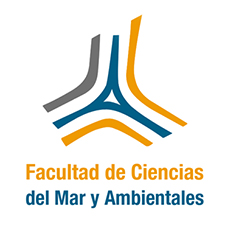 Facultad de Ciencias
del Mar y Ambientales